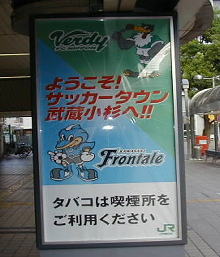 Verdy
ようこそ!
サッカータウン
武蔵小杉へ!!
KAWASAKI
Frontale
タバコは喫煙所を
ご利用ください
JR